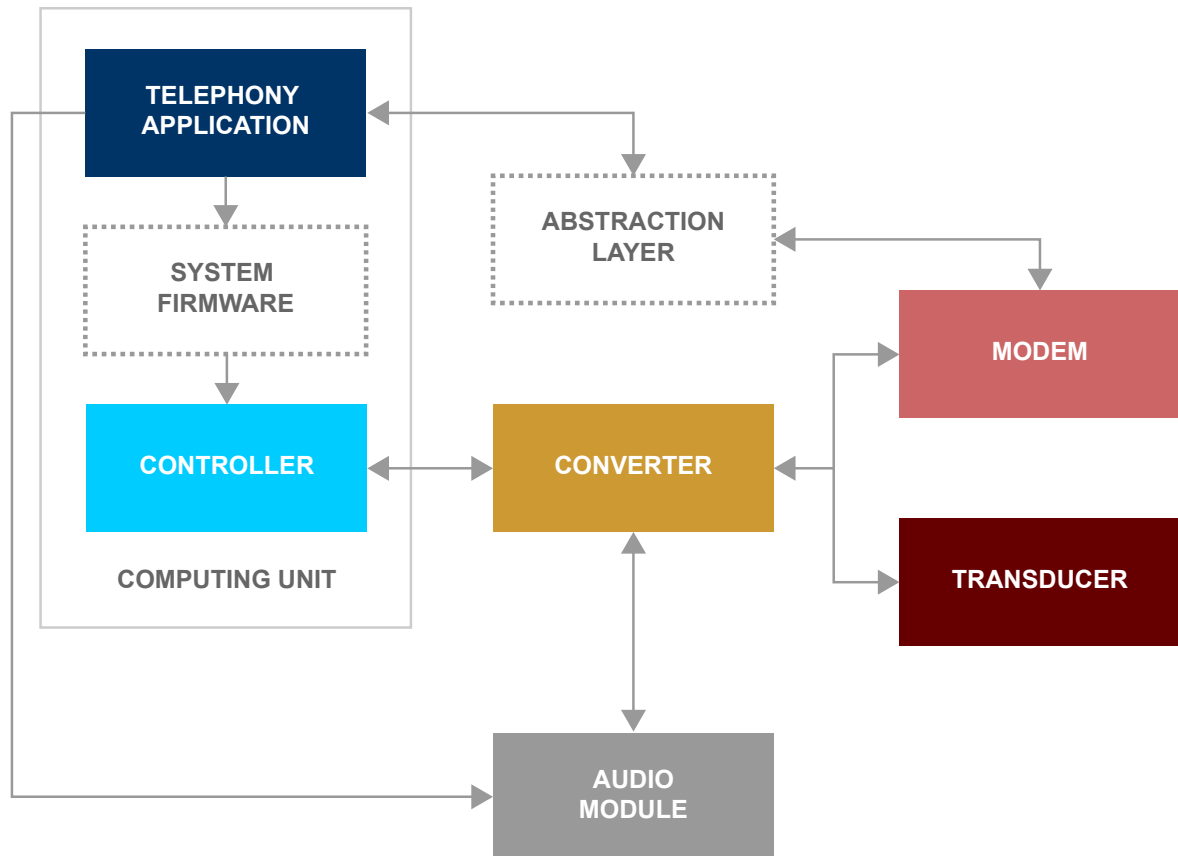 TELEPHONY
APPLICATION
ABSTRACTION
LAYER
SYSTEM
FIRMWARE
MODEM
CONTROLLER
CONVERTER
COMPUTING UNIT
TRANSDUCER
AUDIO
MODULE